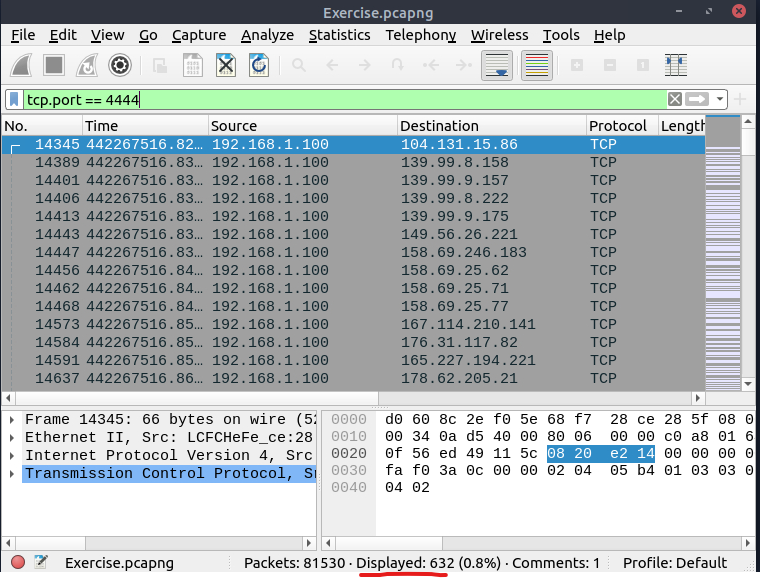 Exercise.pcapng
File Edit View Go Capture Analyze Statistics Telephony Wireless Tools Help
tcp.port == 4444
No. Time Source Destination Protocol Length
14345 442267516.82… 192.168.1.100 104.131.15.86 TCP
14389 442267516.83… 192.168.1.100 139.99.8.158 TCP
14401 442267516.83… 192.168.1.100 139.99.9.157 TCP
14406 442267516.83… 192.168.1.100 139.99.8.222 TCP
14413 442267516.83… 192.168.1.100 139.99.9.175 TCP
14443 442267516.83… 192.168.1.100 149.56.26.221 TCP
14447 442267516.83… 192.168.1.100 158.69.246.183 TCP
14456 442267516.84… 192.168.1.100 158.69.25.62 TCP
14462 442267516.84… 192.168.1.100 158.69.25.71 TCP
14468 442267516.84… 192.168.1.100 158.69.25.77 TCP
14573 442267516.85… 192.168.1.100 167.114.210.141 TCP
14584 442267516.85… 192.168.1.100 176.31.117.82 TCP
14591 442267516.85… 192.168.1.100 165.227.194.221 TCP
14637 442267516.86… 192.168.1.100 178.62.205.21 TCP
Frame 14345: 66 bytes on wire (52
Ethernet II, Src: LCFCHeFe_ce:28
Internet Protocol Version 4, Src
Transmission Control Protocol, Sr
0000 d0 60 8c 2e f0 5e 68 f7 28 ce 28 5f 08 0
0010 00 34 0a d5 40 00 80 06 00 00 c0 a8 01 6
0020 0f 56 ed 49 11 5c 08 20 e2 14 00 00 00 0
0030 fa f0 3a 0c 00 00 02 04 05 b4 01 03 03 0
0040 04 02
Exercise.pcapng
Packets: 81530 · Displayed: 632 (0.8%) · Comments: 1
Profile: Default